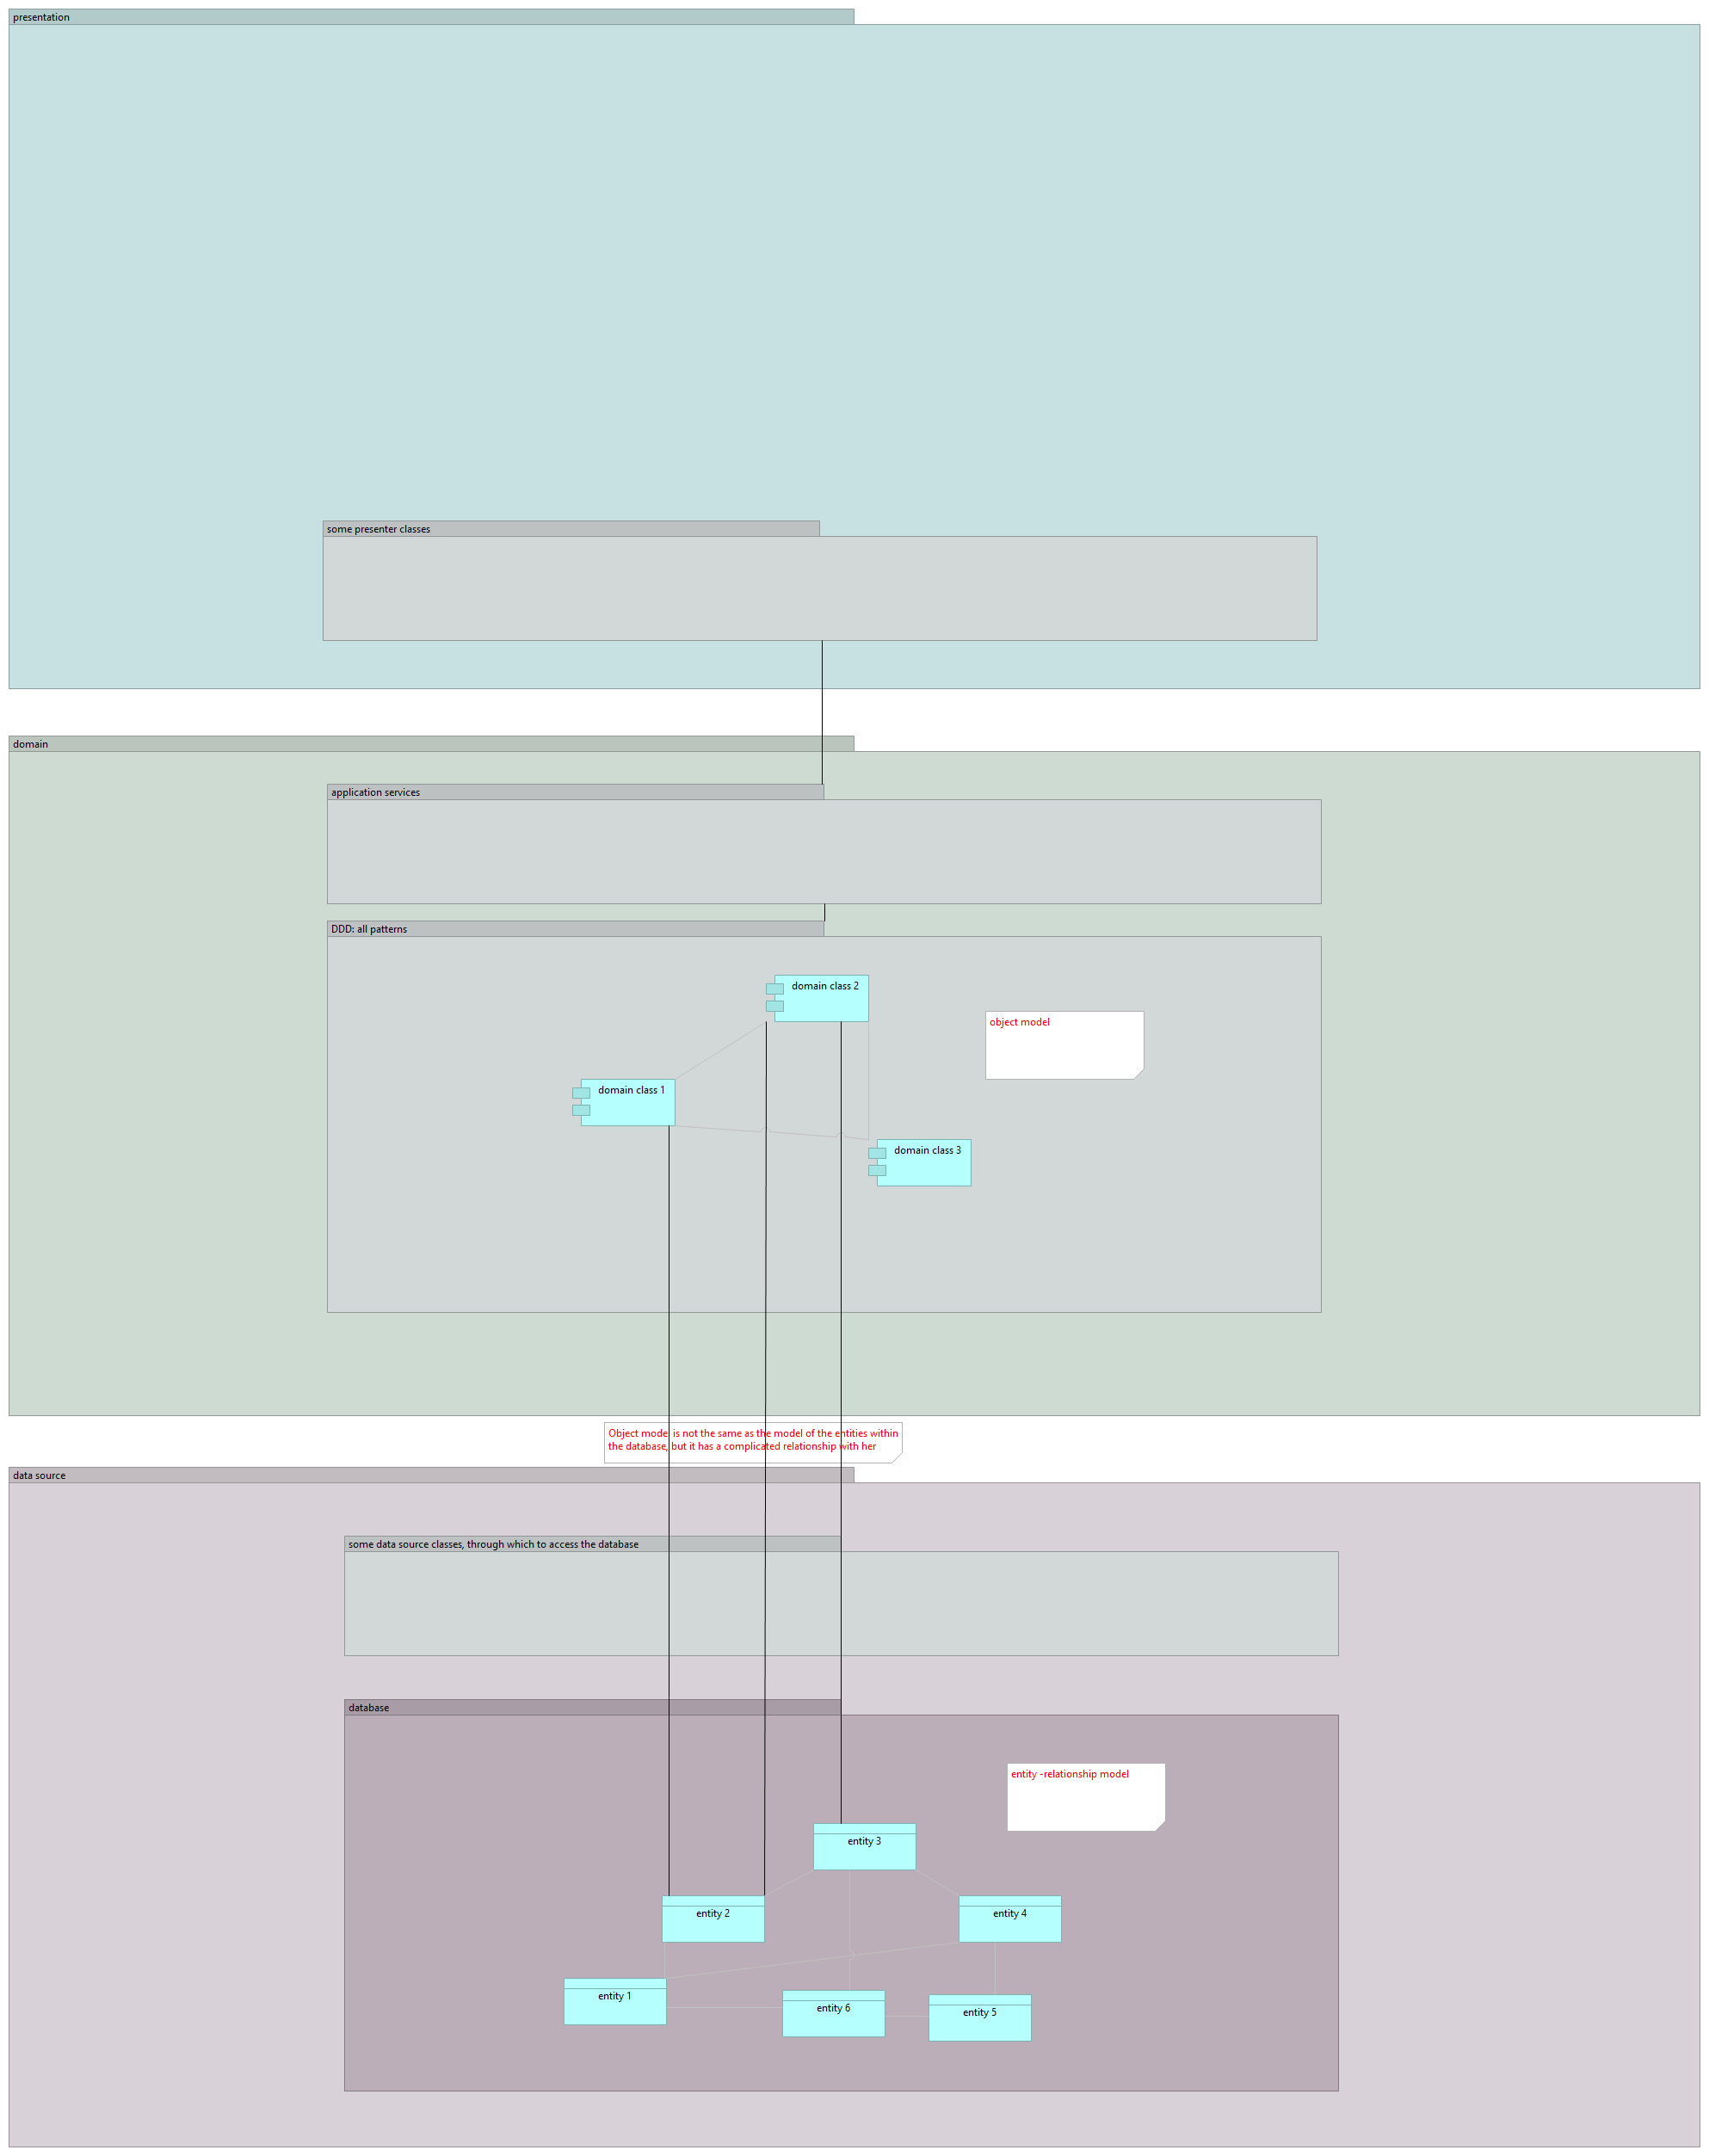 presentation
some presenter classes
domain
application services
DDD: all patterns
domain class 2
object model
domain class 1
domain class 3
Object model is not the same as the model of the entities within
the database, but it has a complicated relationship with her
data source
some data source classes, through which to access the database
database
entity -relationship model
entity 3
entity 2
entity 4
entity 1
entity 6
entity 5